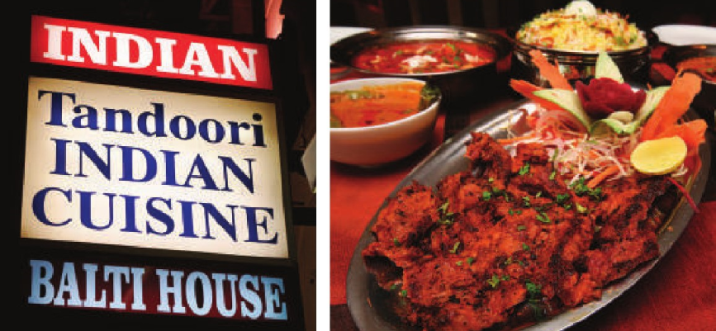 INDIAN
Tandoori
INDIAN
CUISINE
BALTI HOUSE